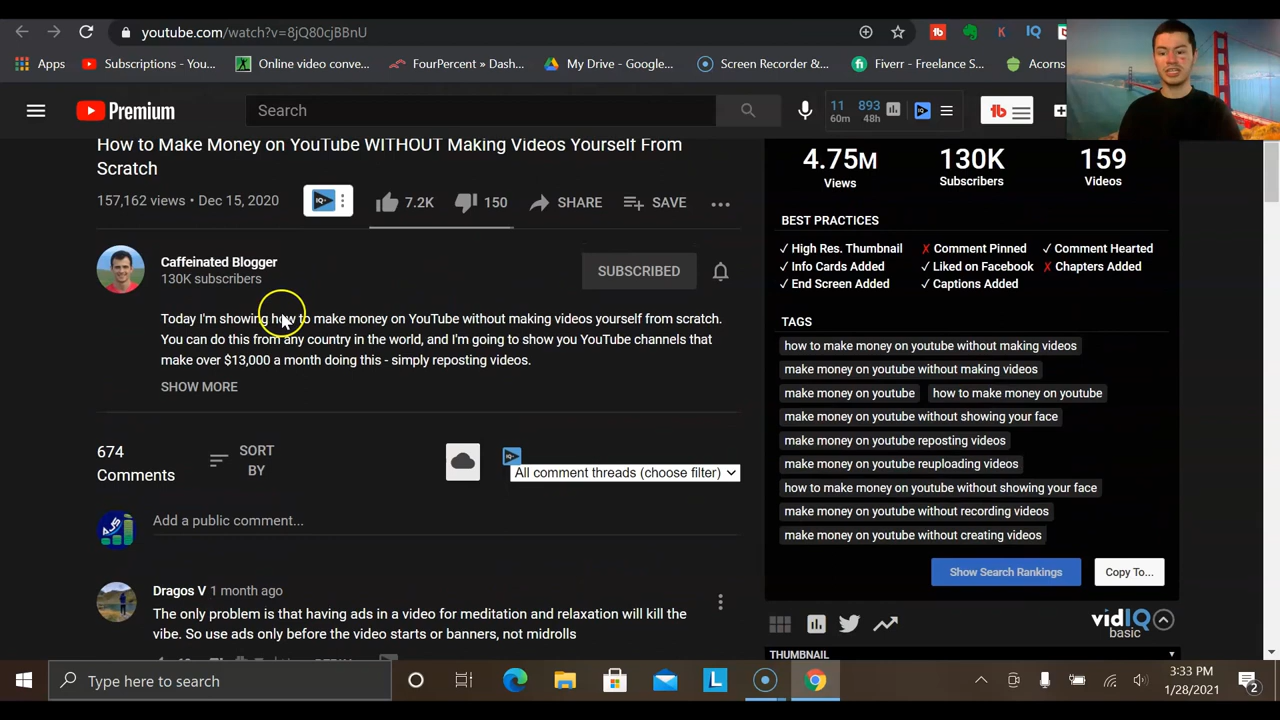 youtube.com/watch?v=8jQ80cjBBnU
Apps
Subscriptions - You...
Online video conve...
FourPercent » Dash...
My Drive - Google...
Screen Recorder &...
Fiverr - Freelance S...
Acorns
Premium
Search
11 893
60m 48h
How to Make Money on YouTube WITHOUT Making Videos Yourself From
Scratch
157,162 views • Dec 15, 2020
7.2K
150
SHARE
SAVE
Caffeinated Blogger
130K subscribers
SUBSCRIBED
Today I'm showing how to make money on YouTube without making videos yourself from scratch.
You can do this from any country in the world, and I'm going to show you YouTube channels that
make over $13,000 a month doing this - simply reposting videos.
SHOW MORE
674
Comments
SORT
BY
All comment threads (choose filter)
Add a public comment...
Dragos V 1 month ago
The only problem is that having ads in a video for meditation and relaxation will kill the
vibe. So use ads only before the video starts or banners, not midrolls
4.75M 130K 159
Views Subscribers Videos
BEST PRACTICES
✓ High Res. Thumbnail ✗ Comment Pinned ✓ Comment Hearted
✓ Info Cards Added ✓ Liked on Facebook ✗ Chapters Added
✓ End Screen Added ✓ Captions Added
TAGS
how to make money on youtube without making videos
make money on youtube without making videos
make money on youtube how to make money on youtube
make money on youtube without showing your face
make money on youtube reposting videos
make money on youtube reuploading videos
how to make money on youtube without showing your face
make money on youtube without recording videos
make money on youtube without creating videos
Show Search Rankings
Copy To...
vidIQ
basic
THUMBNAIL
Type here to search
3:33 PM
1/28/2021
2